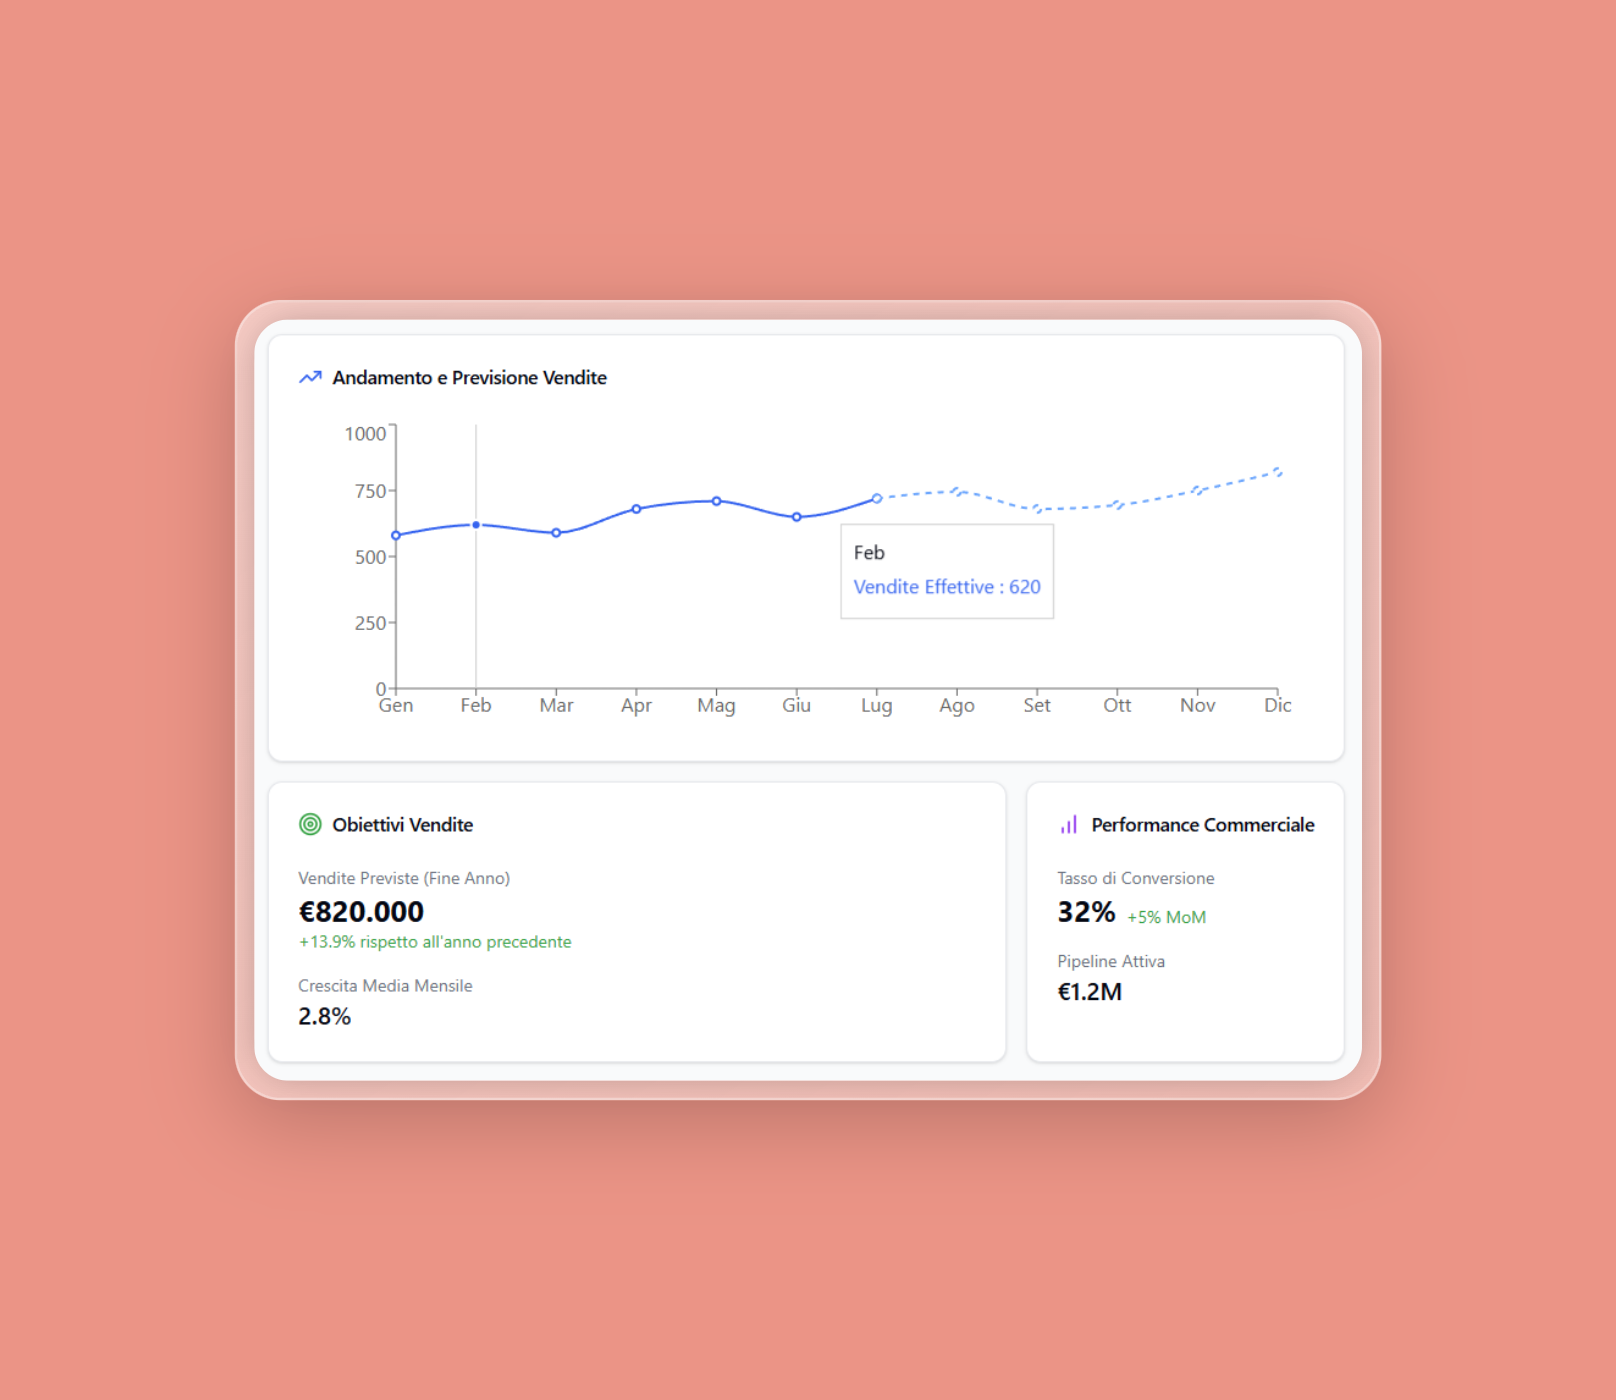 Andamento e Previsione Vendite
1000
750
500
250
0
Gen Feb Mar Apr Mag Giu Lug Ago Set Ott Nov Dic
Feb
Vendite Effettive : 620
Obiettivi Vendite
Vendite Previste (Fine Anno)
€820.000
+13.9% rispetto all'anno precedente
Crescita Media Mensile
2.8%
Performance Commerciale
Tasso di Conversione
32% +5% MoM
Pipeline Attiva
€1.2M